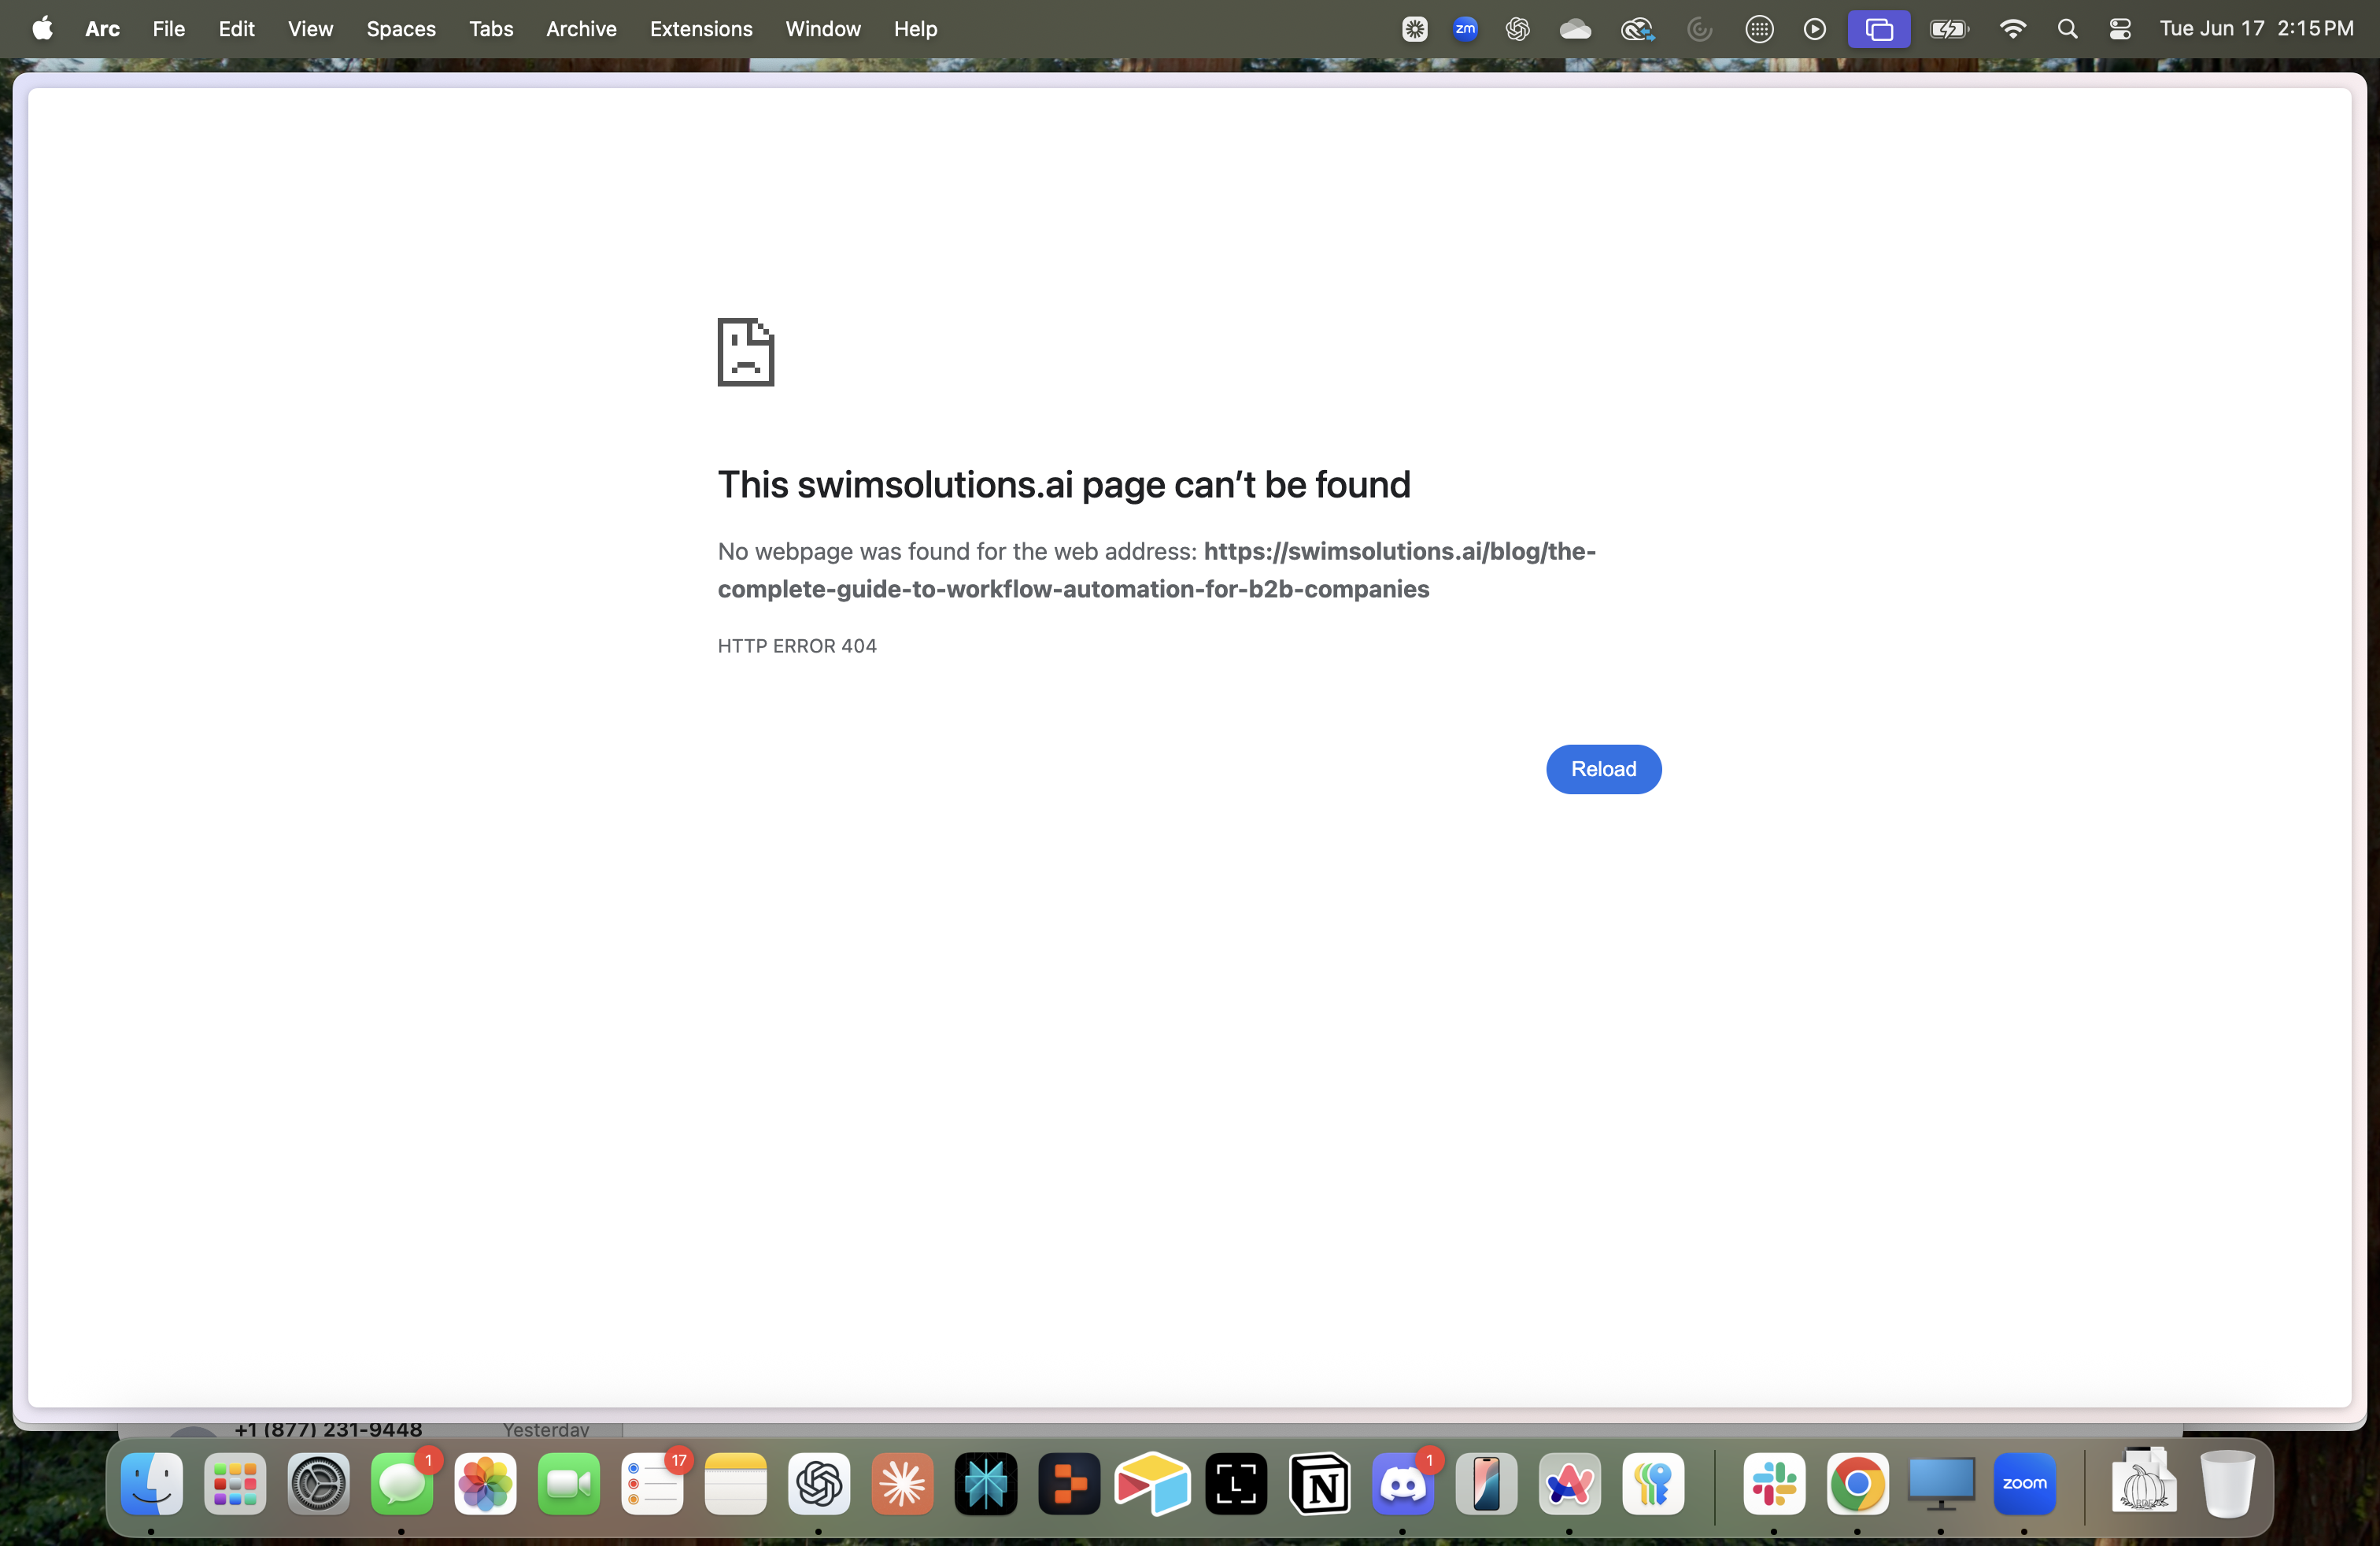 Arc File Edit View Spaces Tabs Archive Extensions Window Help zm Tue Jun 17 2:15 PM
This swimsolutions.ai page can’t be found
No webpage was found for the web address: https://swimsolutions.ai/blog/the-
complete-guide-to-workflow-automation-for-b2b-companies
HTTP ERROR 404
Reload
+1 (877) 231-9448 Yesterday
1 17 L N 1 zoom